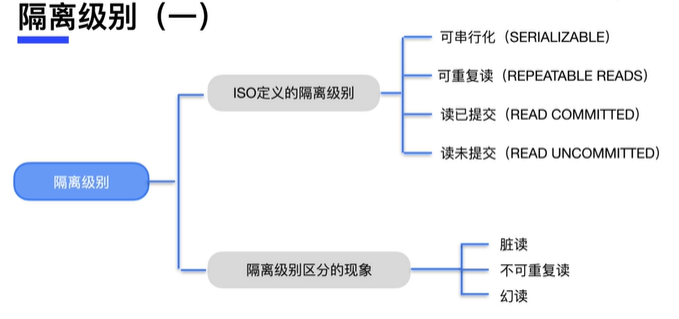 隔离级别（一）
可串行化（SERIALIZABLE）
ISO定义的隔离级别
可重复读（REPEATABLE READS）
读已提交（READ COMMITTED）
读未提交（READ UNCOMMITTED）
隔离级别
隔离级别区分的现象
脏读
不可重复读
幻读